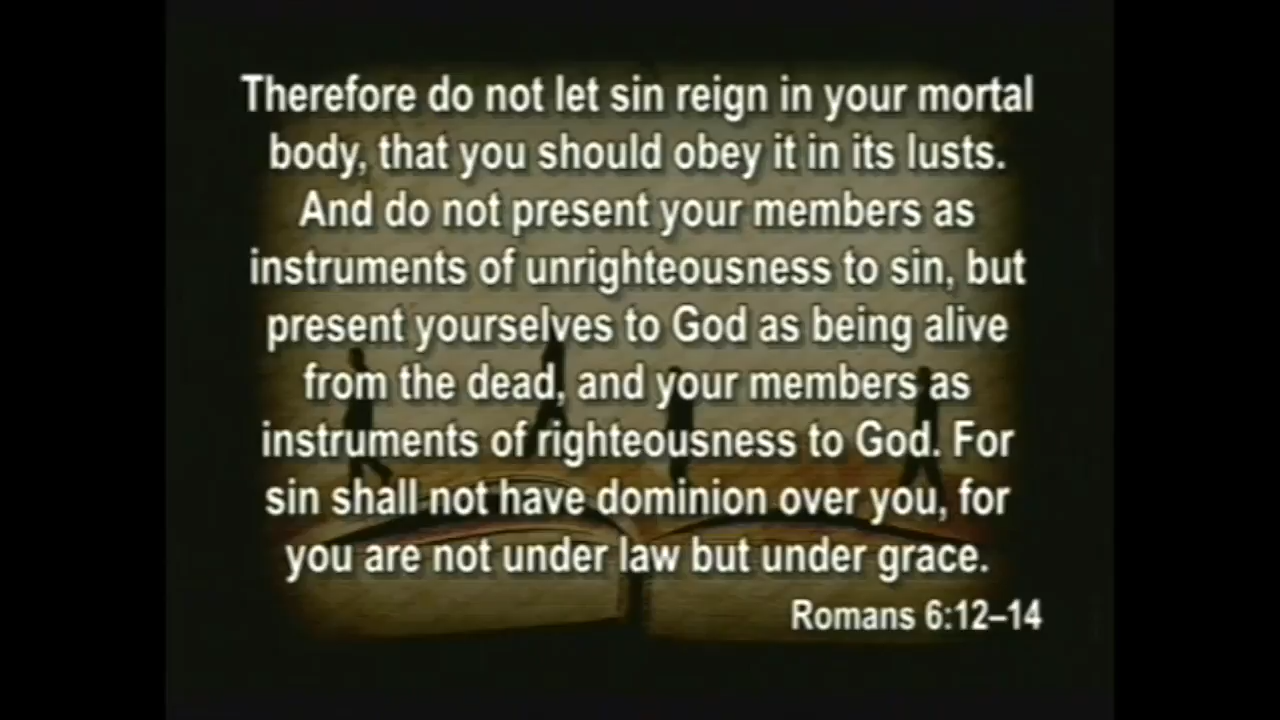 Therefore do not let sin reign in your mortal
body, that you should obey it in its lusts.
And do not present your members as
instruments of unrighteousness to sin, but
present yourselves to God as being alive
from the dead, and your members as
instruments of righteousness to God. For
sin shall not have dominion over you, for
you are not under law but under grace.
Romans 6:12–14